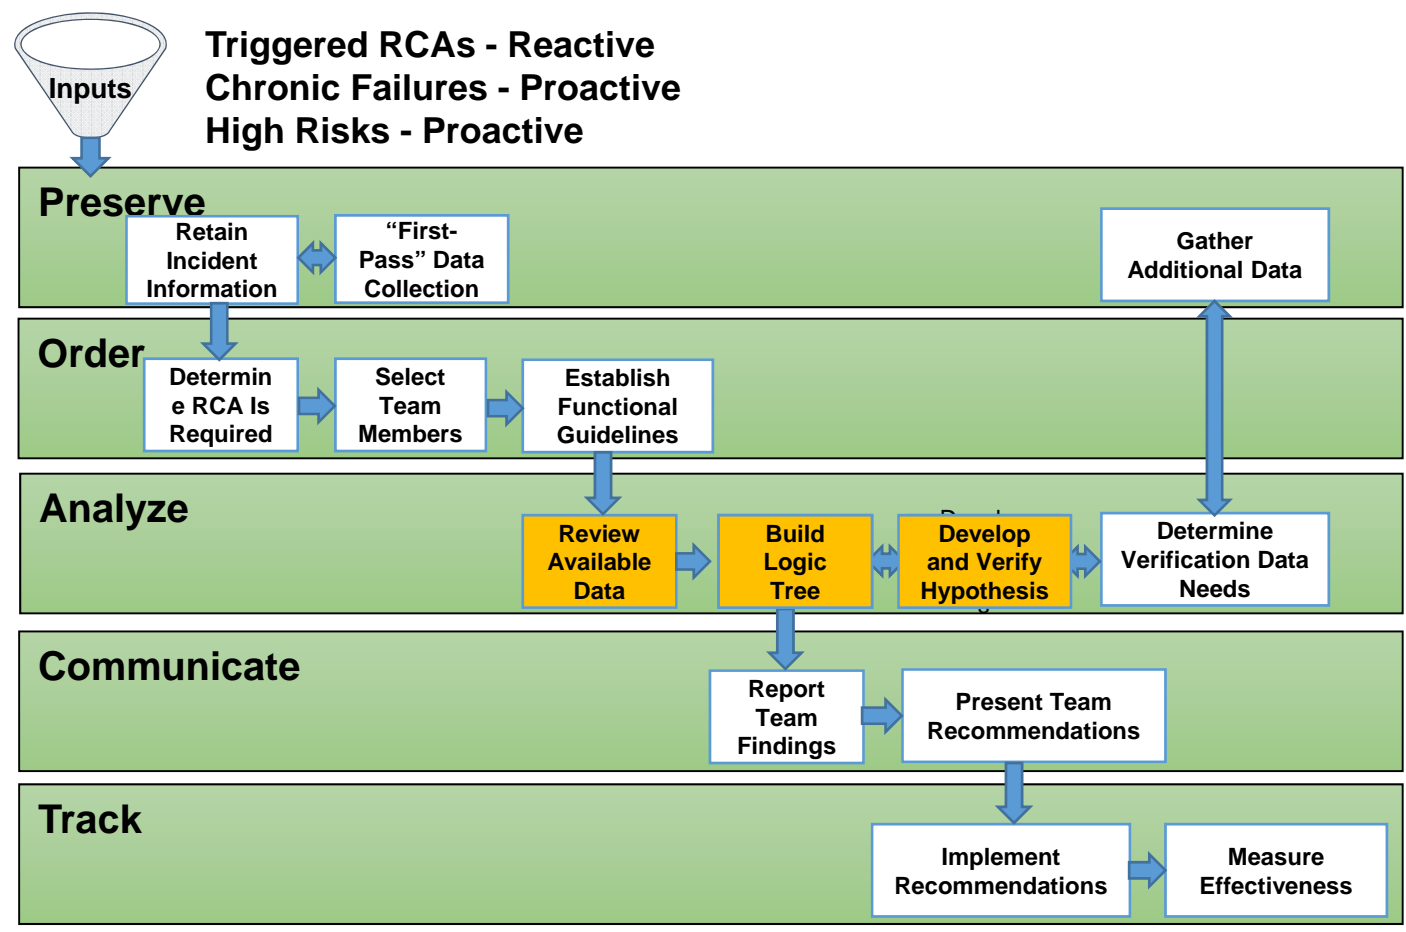 Inputs
Triggered RCAs - Reactive
Chronic Failures - Proactive
High Risks - Proactive
Preserve
Retain
Incident
Information
“First-
Pass” Data
Collection
Gather
Additional Data
Order
Determin
e RCA Is
Required
Select
Team
Members
Establish
Functional
Guidelines
Analyze
Review
Available
Data
Build
Logic
Tree
Develop
and Verify
Hypothesis
Determine
Verification Data
Needs
Communicate
Report
Team
Findings
Present Team
Recommendations
Track
Implement
Recommendations
Measure
Effectiveness